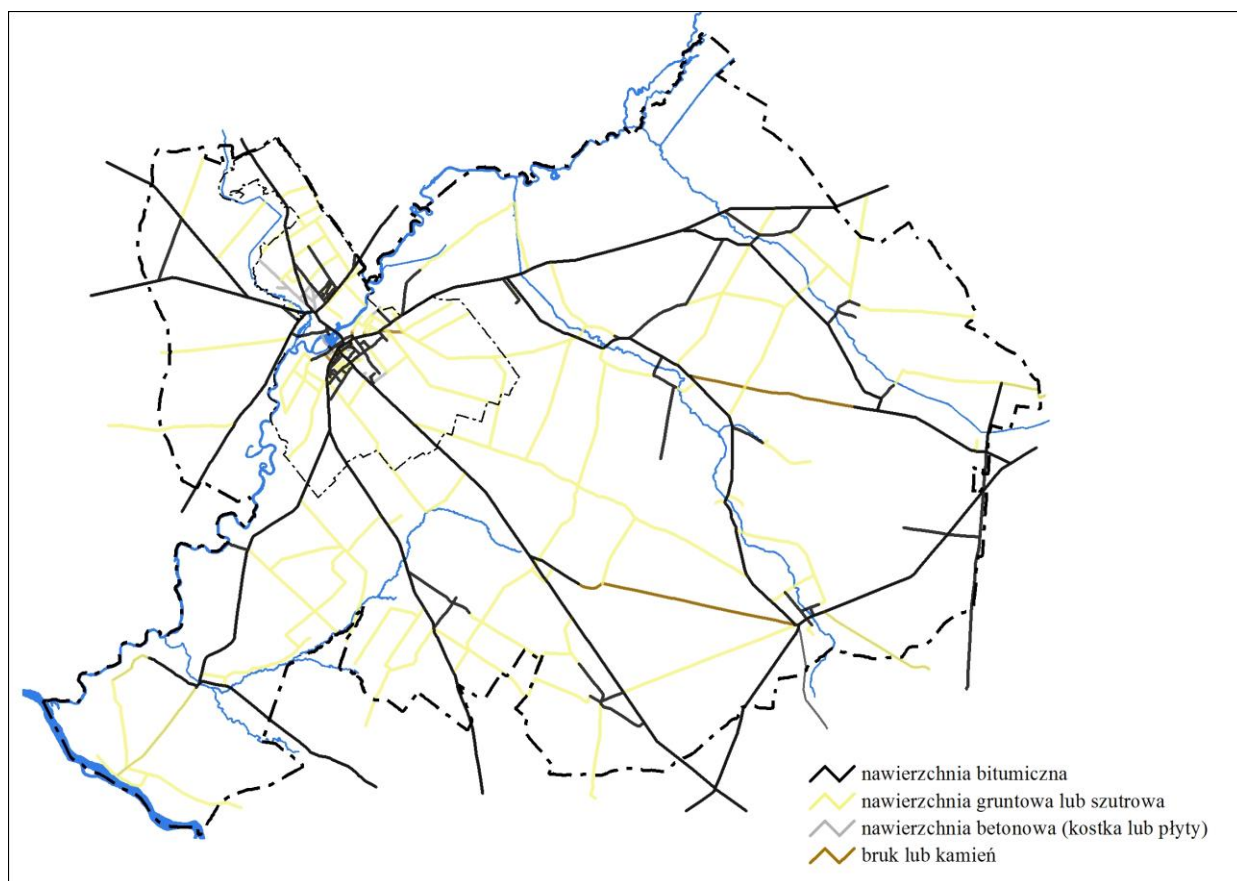 nawierzchnia bitumiczna
nawierzchnia gruntowa lub szutrowa
nawierzchnia betonowa (kostka lub płyty)
bruk lub kamień